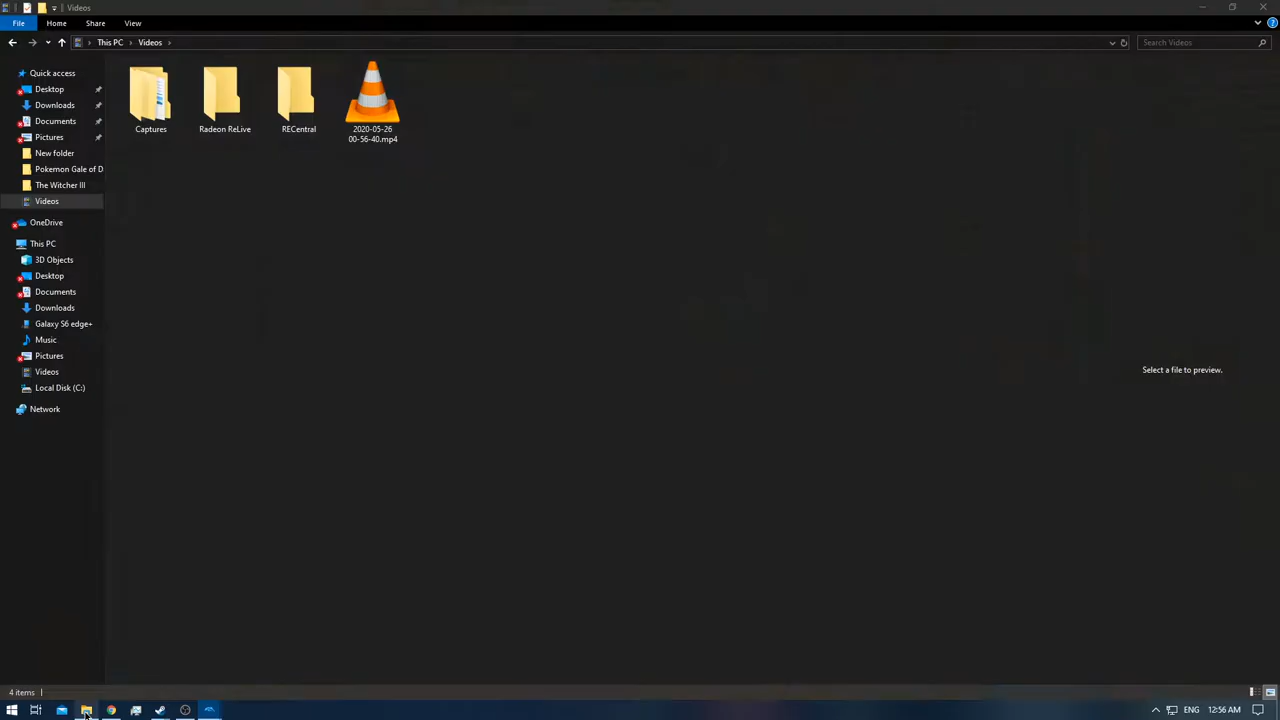 Videos
File Home Share View
This PC Videos
Search Videos
Quick access
Desktop
Downloads
Documents
Pictures
New folder
Pokemon Gale of D
The Witcher III
Videos
OneDrive
This PC
3D Objects
Desktop
Documents
Downloads
Galaxy S6 edge+
Music
Pictures
Videos
Local Disk (C:)
Network
Captures
Radeon ReLive
RECentral
2020-05-26
00-56-40.mp4
Select a file to preview.
4 items
ENG 12:56 AM